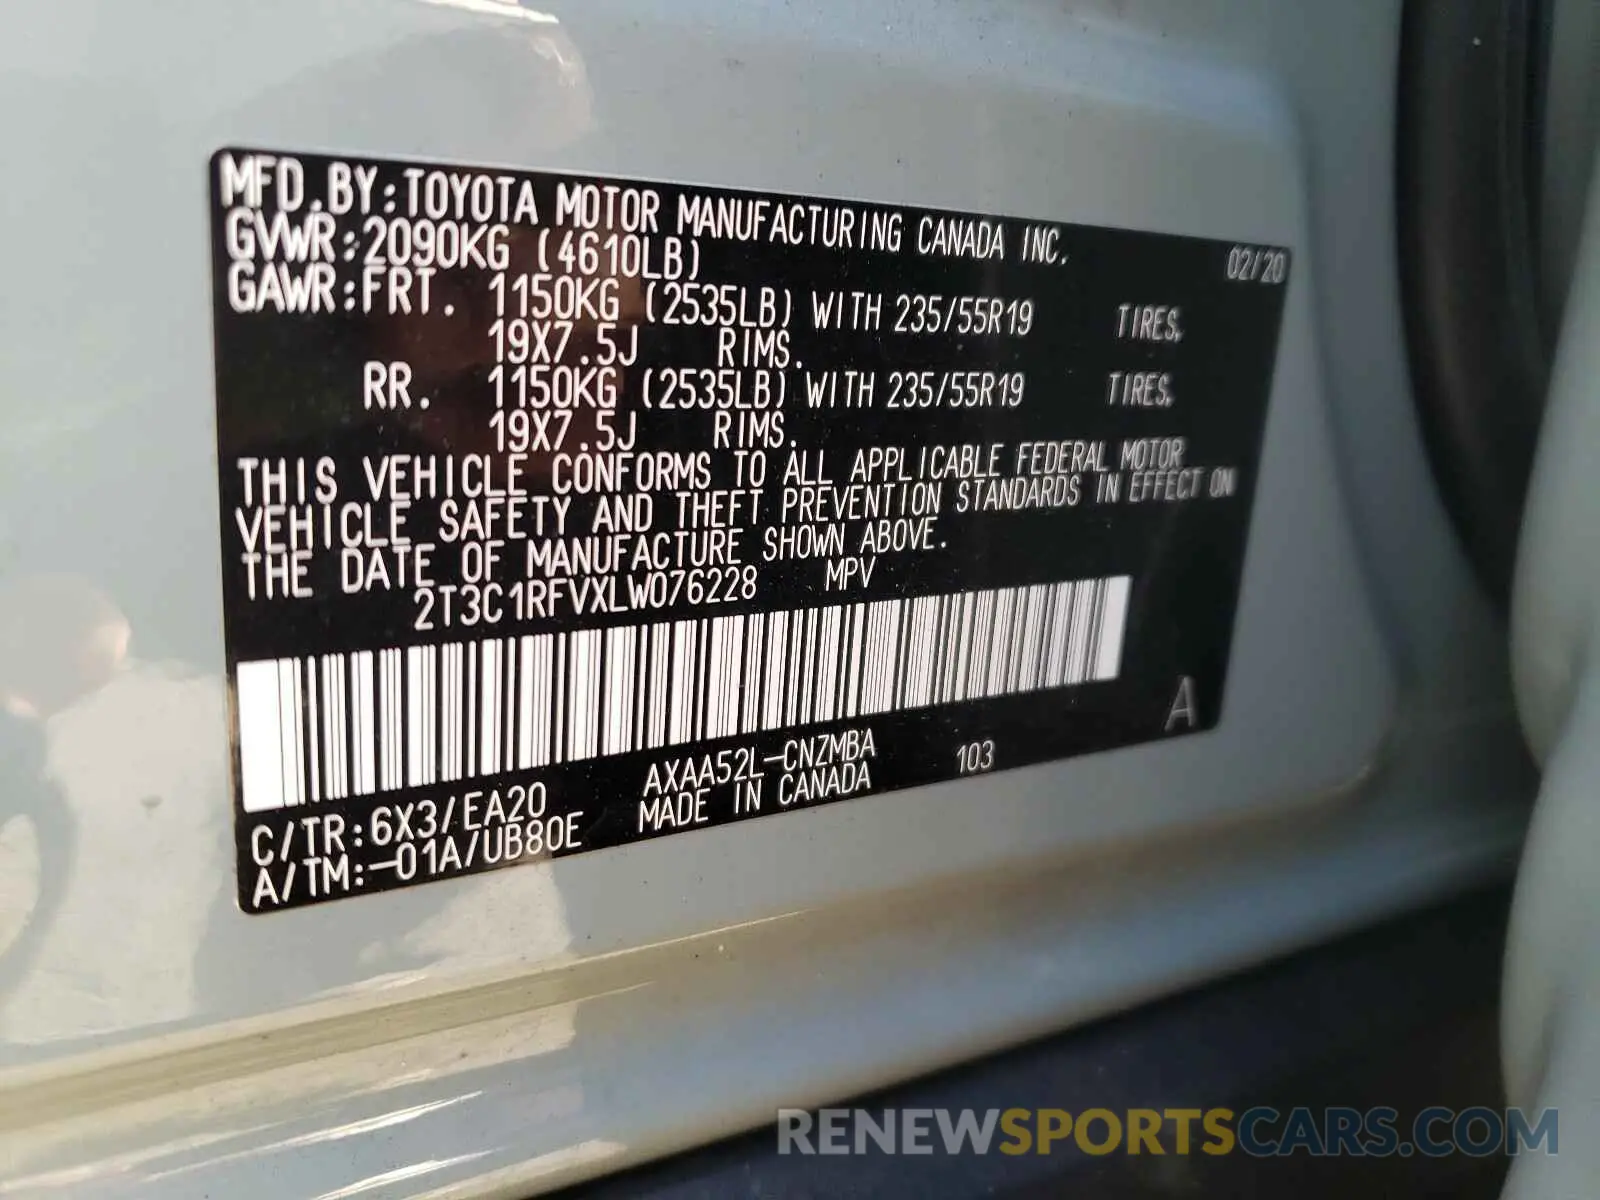 MFD.BY:TOYOTA MOTOR MANUFACTURING CANADA INC.
GVWR:2090KG (4610LB) 02/20
GAWR:FRT. 1150KG (2535LB) WITH 235/55R19 TIRES,
19X7.5J RIMS.
RR. 1150KG (2535LB) WITH 235/55R19 TIRES,
19X7.5J RIMS.
THIS VEHICLE CONFORMS TO ALL APPLICABLE FEDERAL MOTOR
VEHICLE SAFETY AND THEFT PREVENTION STANDARDS IN EFFECT ON
THE DATE OF MANUFACTURE SHOWN ABOVE.
2T3C1RFVXLW076228 MPV
A
AXAA52L-CNZMBA 103
C/TR:6X3/EA20 MADE IN CANADA
A/TM:-01A/UB80E
RENEWSPORTSCARS.COM